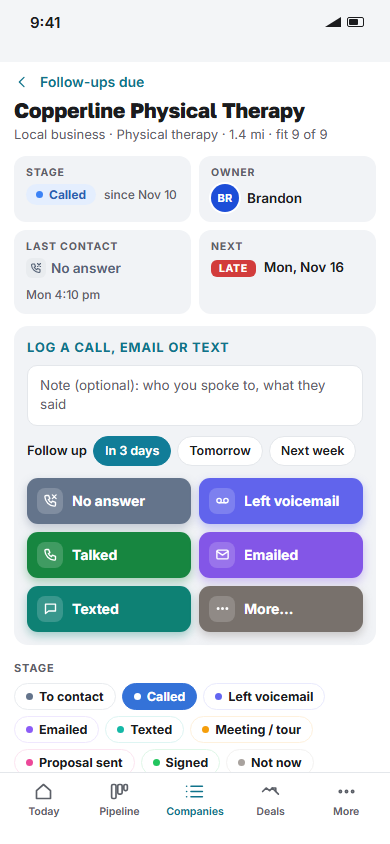 9:41
Follow-ups due
Copperline Physical Therapy
Local business · Physical therapy · 1.4 mi · fit 9 of 9
STAGE
Called since Nov 10
OWNER
BR Brandon
LAST CONTACT
No answer
Mon 4:10 pm
NEXT
LATE Mon, Nov 16
LOG A CALL, EMAIL OR TEXT
Note (optional): who you spoke to, what they
said
Follow up In 3 days Tomorrow Next week
No answer Left voicemail
Talked Emailed
Texted More...
STAGE
To contact Called Left voicemail
Emailed Texted Meeting / tour
Proposal sent Signed Not now
Today Pipeline Companies Deals More